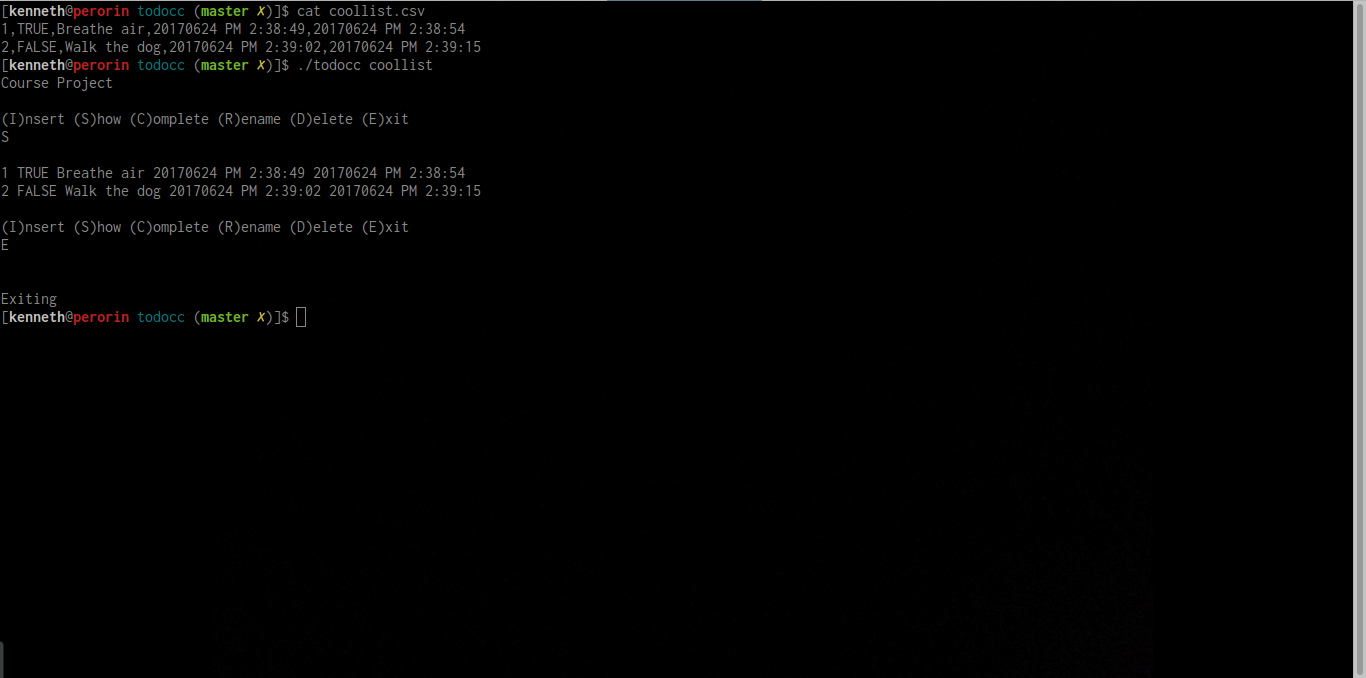 [kenneth@perorin todocc (master ✗)]$ cat coollist.csv
1,TRUE,Breathe air,20170624 PM 2:38:49,20170624 PM 2:38:54
2,FALSE,Walk the dog,20170624 PM 2:39:02,20170624 PM 2:39:15
[kenneth@perorin todocc (master ✗)]$ ./todocc coollist
Course Project
(I)nsert (S)how (C)omplete (R)ename (D)elete (E)xit
S
1 TRUE Breathe air 20170624 PM 2:38:49 20170624 PM 2:38:54
2 FALSE Walk the dog 20170624 PM 2:39:02 20170624 PM 2:39:15
(I)nsert (S)how (C)omplete (R)ename (D)elete (E)xit
E
Exiting
[kenneth@perorin todocc (master ✗)]$